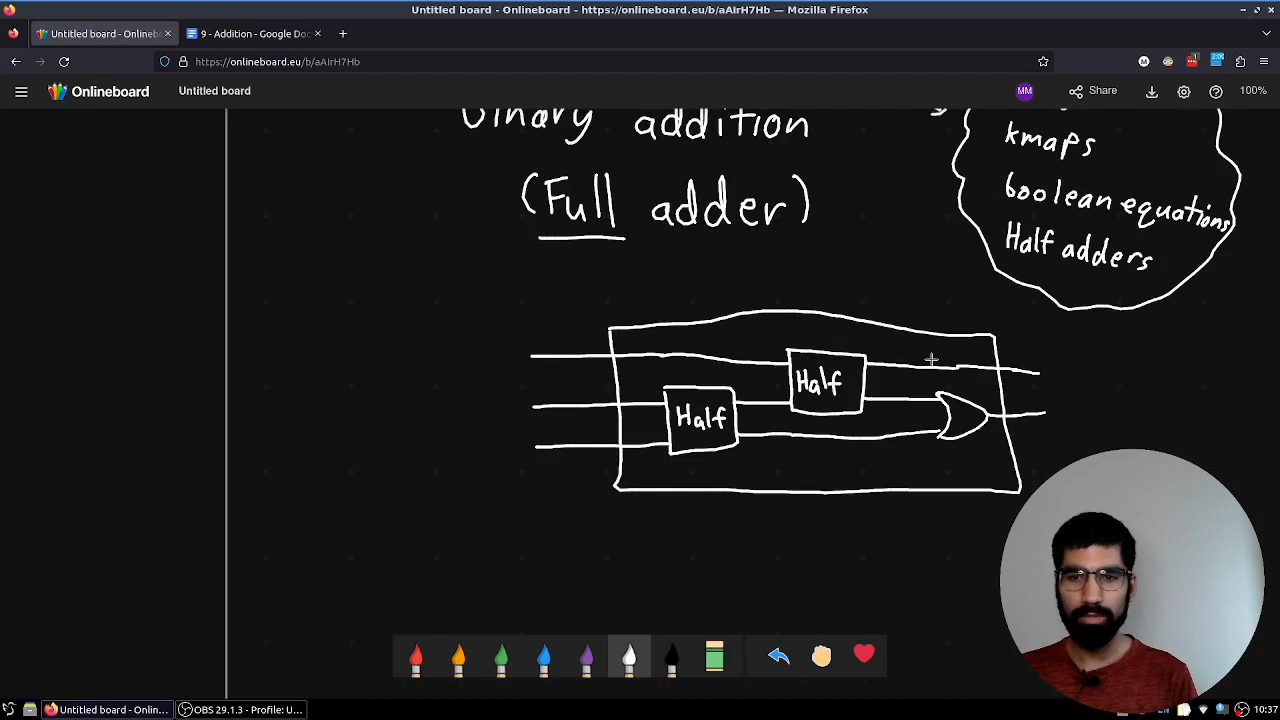 Untitled board - Onlineboard - https://onlineboard.eu/b/aAIrH7Hb — Mozilla Firefox
Untitled board - Onlineb
9 - Addition - Google Do
https://onlineboard.eu/b/aAIrH7Hb
Onlineboard
Untitled board
MM
Share
100%
binary addition
(Full adder)
kmaps
boolean equations
Half adders
Half
Half
Untitled board - Onlin...
OBS 29.1.3 - Profile: U...
10:37